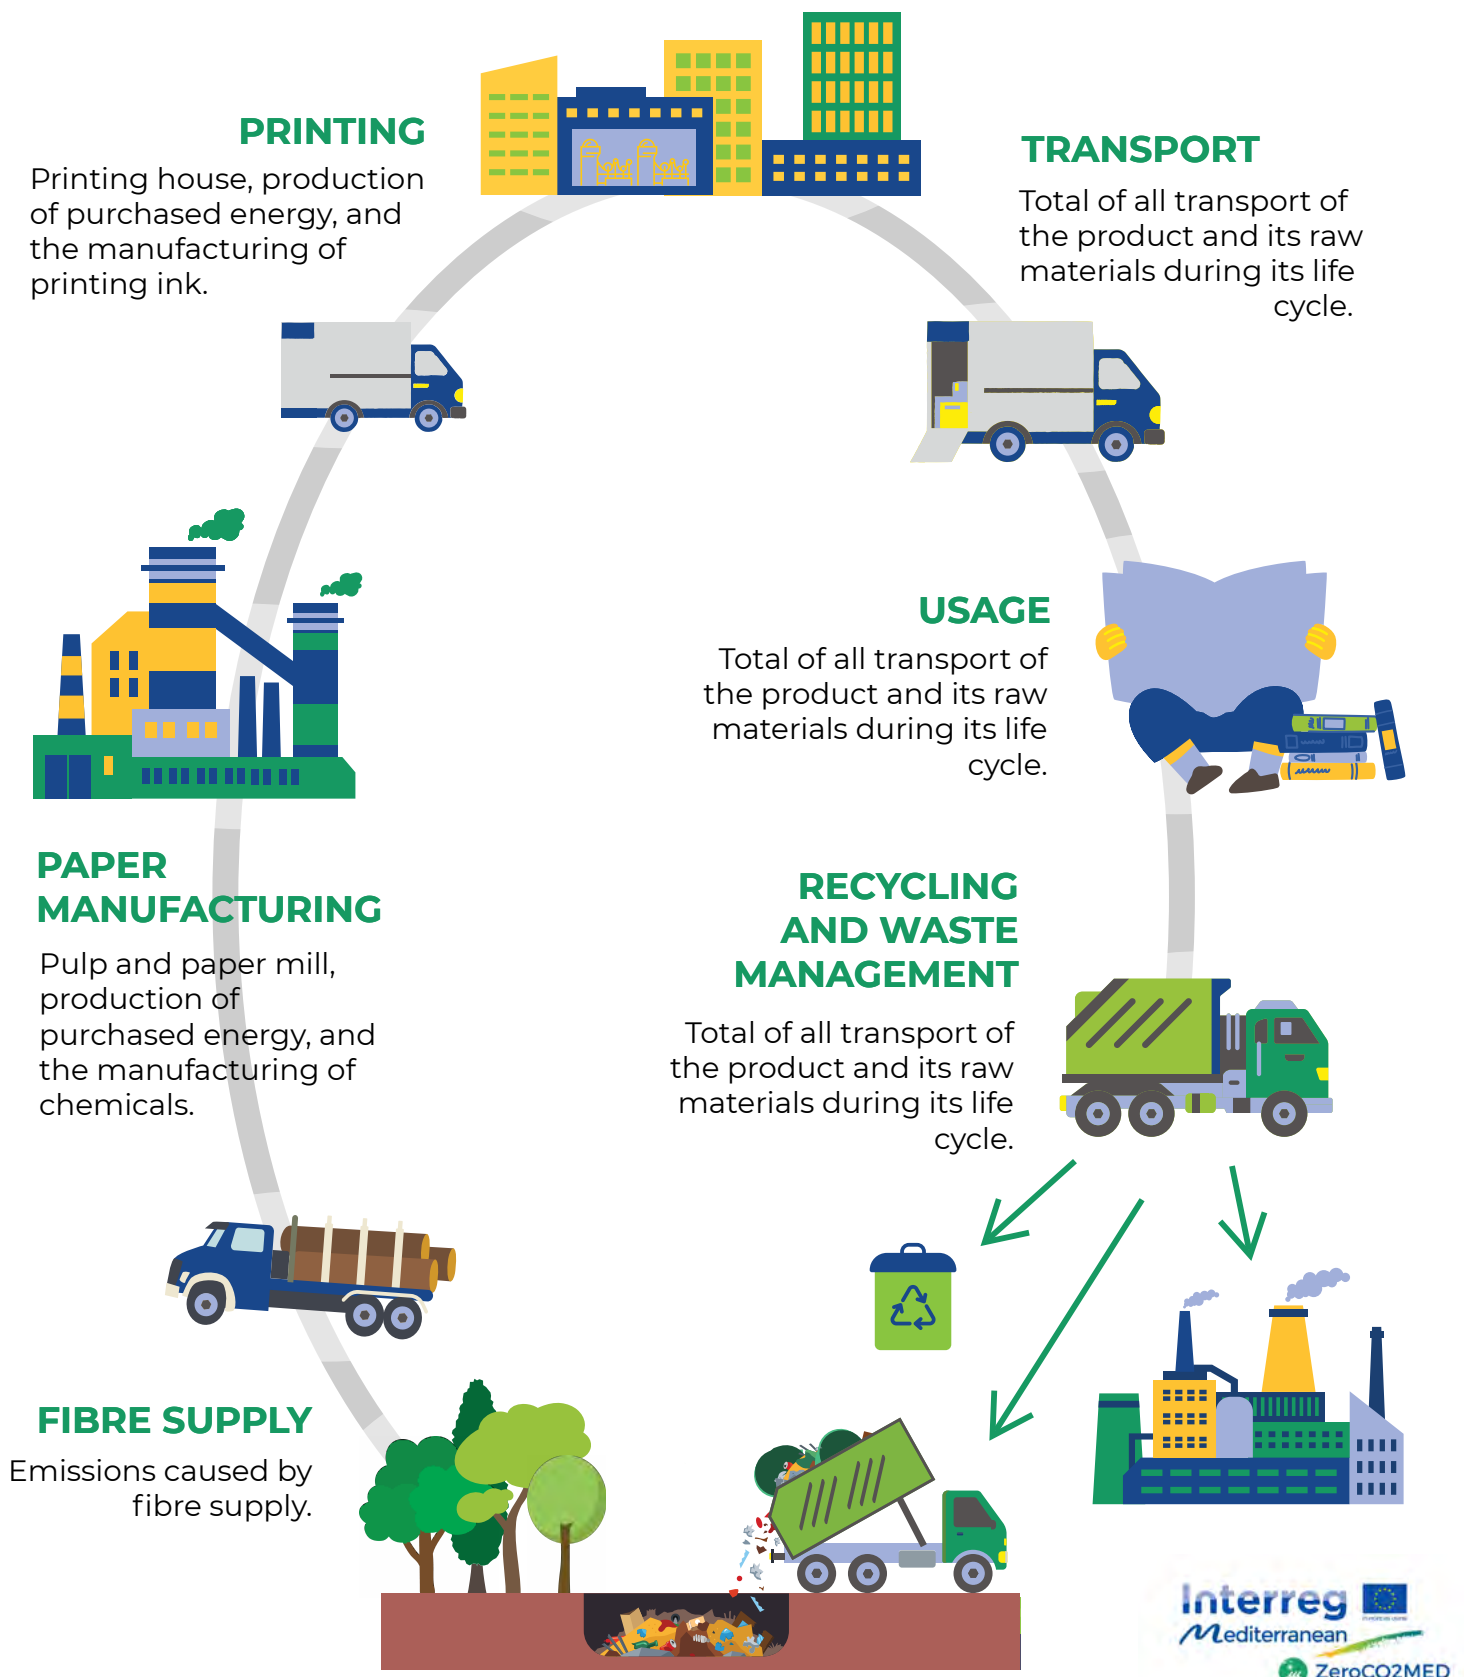 PRINTING
Printing house, production
of purchased energy, and
the manufacturing of
printing ink.
TRANSPORT
Total of all transport of
the product and its raw
materials during its life
cycle.
USAGE
Total of all transport of
the product and its raw
materials during its life
cycle.
PAPER
MANUFACTURING
Pulp and paper mill,
production of
purchased energy, and
the manufacturing of
chemicals.
RECYCLING
AND WASTE
MANAGEMENT
Total of all transport of
the product and its raw
materials during its life
cycle.
FIBRE SUPPLY
Emissions caused by
fibre supply.
Interreg
Mediterranean
ZeroCO2MED